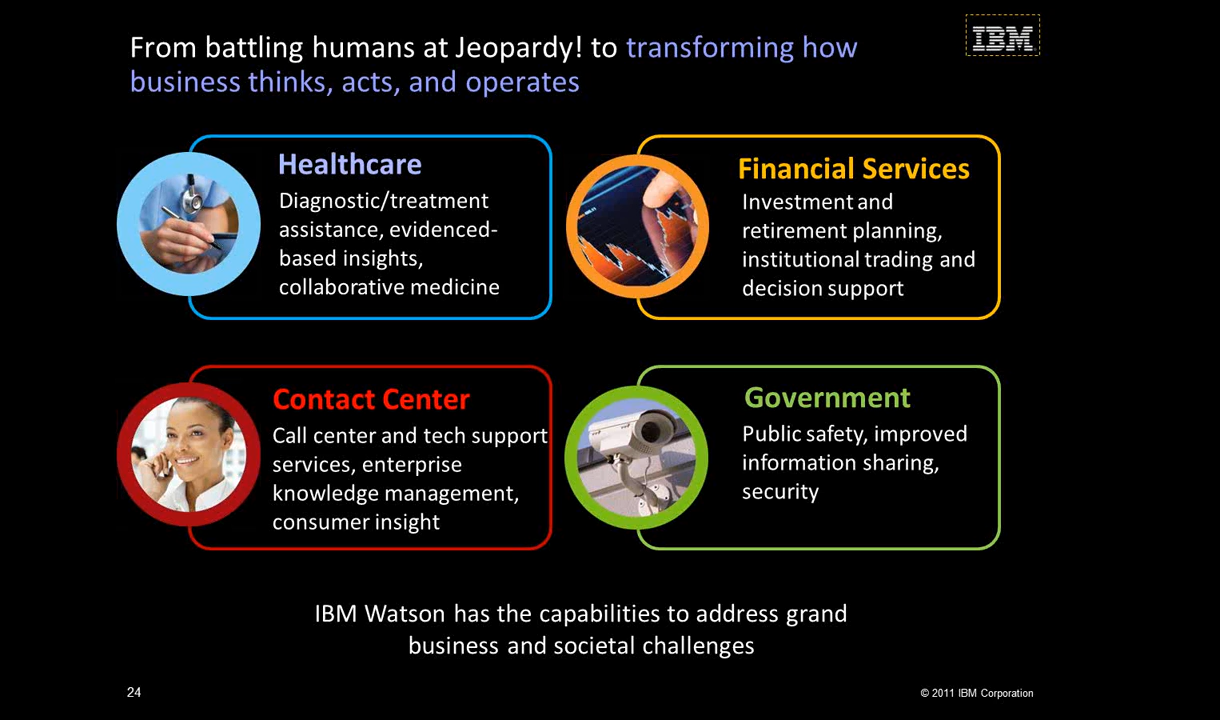 From battling humans at Jeopardy! to transforming how
business thinks, acts, and operates
IBM
Healthcare
Diagnostic/treatment
assistance, evidenced-
based insights,
collaborative medicine
Financial Services
Investment and
retirement planning,
institutional trading and
decision support
Contact Center
Call center and tech support
services, enterprise
knowledge management,
consumer insight
Government
Public safety, improved
information sharing,
security
IBM Watson has the capabilities to address grand
business and societal challenges
24
© 2011 IBM Corporation